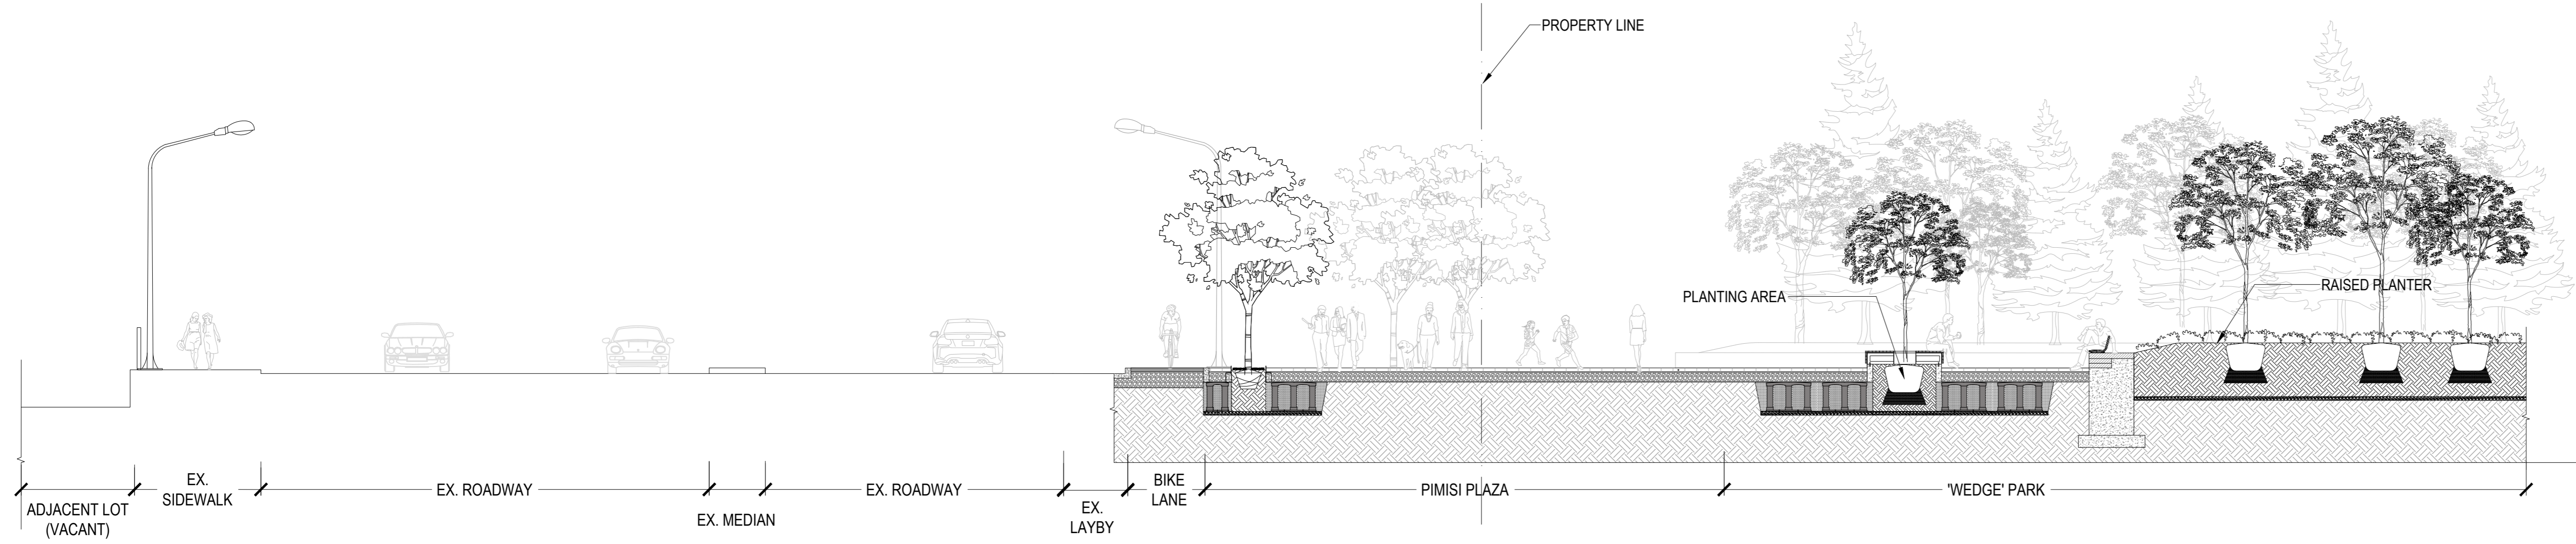 PROPERTY LINE
PLANTING AREA
RAISED PLANTER
ADJACENT LOT
(VACANT)
EX.
SIDEWALK
EX. ROADWAY
EX. MEDIAN
EX. ROADWAY
EX.
LAYBY
BIKE
LANE
PIMISI PLAZA
'WEDGE' PARK